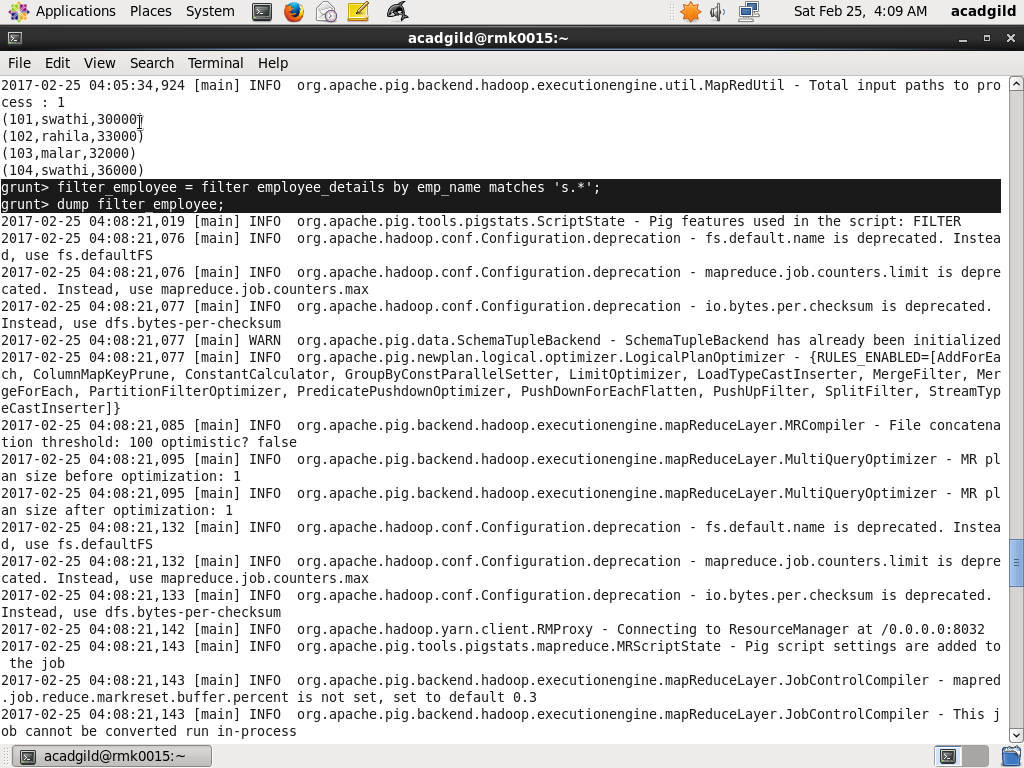 Applications Places System Sat Feb 25, 4:09 AM acadgild
acadgild@rmk0015:~
File Edit View Search Terminal Help
2017-02-25 04:05:34,924 [main] INFO  org.apache.pig.backend.hadoop.executionengine.util.MapRedUtil - Total input paths to pro
cess : 1
(101,swathi,30000)
(102,rahila,33000)
(103,malar,32000)
(104,swathi,36000)
grunt> filter_employee = filter employee_details by emp_name matches 's.*';
grunt> dump filter_employee;
2017-02-25 04:08:21,019 [main] INFO  org.apache.pig.tools.pigstats.ScriptState - Pig features used in the script: FILTER
2017-02-25 04:08:21,076 [main] INFO  org.apache.hadoop.conf.Configuration.deprecation - fs.default.name is deprecated. Instea
d, use fs.defaultFS
2017-02-25 04:08:21,076 [main] INFO  org.apache.hadoop.conf.Configuration.deprecation - mapreduce.job.counters.limit is depre
cated. Instead, use mapreduce.job.counters.max
2017-02-25 04:08:21,077 [main] INFO  org.apache.hadoop.conf.Configuration.deprecation - io.bytes.per.checksum is deprecated.
Instead, use dfs.bytes-per-checksum
2017-02-25 04:08:21,077 [main] WARN  org.apache.pig.data.SchemaTupleBackend - SchemaTupleBackend has already been initialized
2017-02-25 04:08:21,077 [main] INFO  org.apache.pig.newplan.logical.optimizer.LogicalPlanOptimizer - {RULES_ENABLED=[AddForEa
ch, ColumnMapKeyPrune, ConstantCalculator, GroupByConstParallelSetter, LimitOptimizer, LoadTypeCastInserter, MergeFilter, Mer
geForEach, PartitionFilterOptimizer, PredicatePushdownOptimizer, PushDownForEachFlatten, PushUpFilter, SplitFilter, StreamTyp
eCastInserter]}
2017-02-25 04:08:21,085 [main] INFO  org.apache.pig.backend.hadoop.executionengine.mapReduceLayer.MRCompiler - File concatena
tion threshold: 100 optimistic? false
2017-02-25 04:08:21,095 [main] INFO  org.apache.pig.backend.hadoop.executionengine.mapReduceLayer.MultiQueryOptimizer - MR pl
an size before optimization: 1
2017-02-25 04:08:21,095 [main] INFO  org.apache.pig.backend.hadoop.executionengine.mapReduceLayer.MultiQueryOptimizer - MR pl
an size after optimization: 1
2017-02-25 04:08:21,132 [main] INFO  org.apache.hadoop.conf.Configuration.deprecation - fs.default.name is deprecated. Instea
d, use fs.defaultFS
2017-02-25 04:08:21,132 [main] INFO  org.apache.hadoop.conf.Configuration.deprecation - mapreduce.job.counters.limit is depre
cated. Instead, use mapreduce.job.counters.max
2017-02-25 04:08:21,133 [main] INFO  org.apache.hadoop.conf.Configuration.deprecation - io.bytes.per.checksum is deprecated.
Instead, use dfs.bytes-per-checksum
2017-02-25 04:08:21,142 [main] INFO  org.apache.hadoop.yarn.client.RMProxy - Connecting to ResourceManager at /0.0.0.0:8032
2017-02-25 04:08:21,143 [main] INFO  org.apache.pig.tools.pigstats.mapreduce.MRScriptState - Pig script settings are added to
 the job
2017-02-25 04:08:21,143 [main] INFO  org.apache.pig.backend.hadoop.executionengine.mapReduceLayer.JobControlCompiler - mapred
.job.reduce.markreset.buffer.percent is not set, set to default 0.3
2017-02-25 04:08:21,143 [main] INFO  org.apache.pig.backend.hadoop.executionengine.mapReduceLayer.JobControlCompiler - This j
ob cannot be converted run in-process
acadgild@rmk0015:~